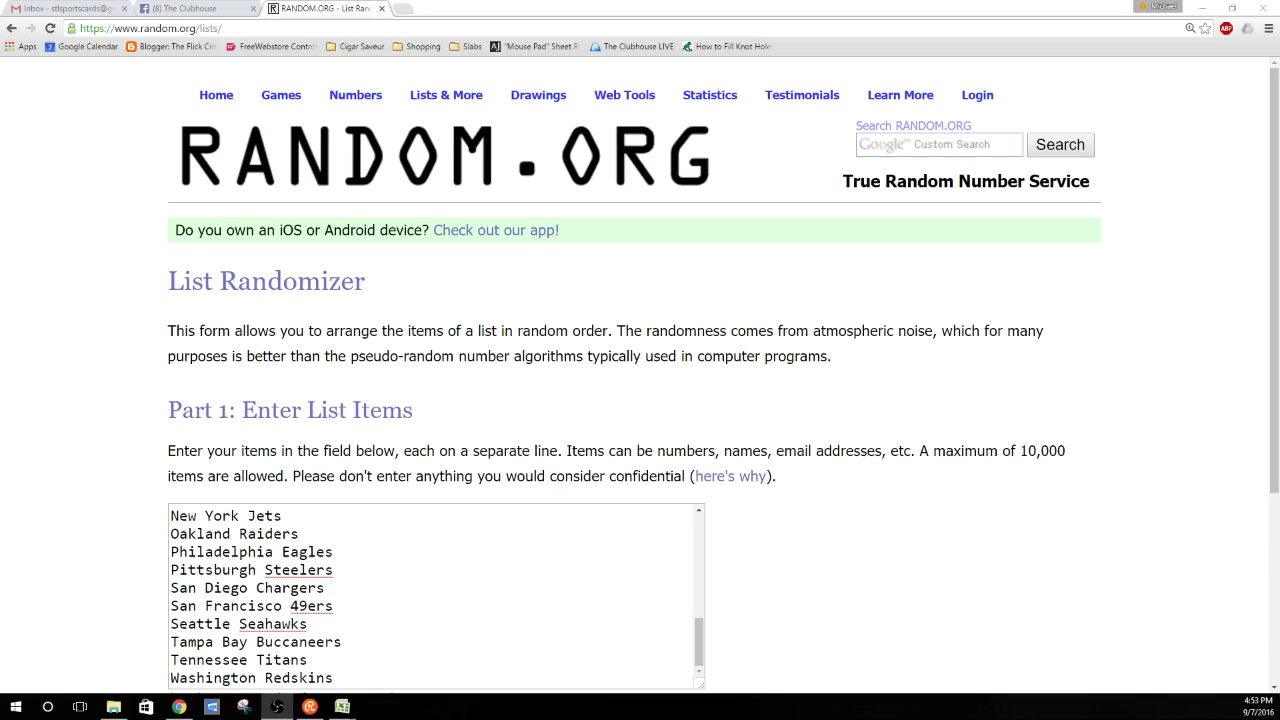 Inbox - stlsportscards@g
(8) The Clubhouse
RANDOM.ORG - List Ran
Michael
https://www.random.org/lists/
Apps
Google Calendar
Blogger: The Flick Cri
FreeWebstore Contro
Cigar Saveur
Shopping
Slabs
"Mouse Pad" Sheet R
The Clubhouse LIVE
How to Fill Knot Hole
Home Games Numbers Lists & More Drawings Web Tools Statistics Testimonials Learn More Login
RANDOM.ORG
Search RANDOM.ORG
Google™ Custom Search
Search
True Random Number Service
Do you own an iOS or Android device? Check out our app!
List Randomizer
This form allows you to arrange the items of a list in random order. The randomness comes from atmospheric noise, which for many
purposes is better than the pseudo-random number algorithms typically used in computer programs.
Part 1: Enter List Items
Enter your items in the field below, each on a separate line. Items can be numbers, names, email addresses, etc. A maximum of 10,000
items are allowed. Please don't enter anything you would consider confidential (here's why).
New York Jets
Oakland Raiders
Philadelphia Eagles
Pittsburgh Steelers
San Diego Chargers
San Francisco 49ers
Seattle Seahawks
Tampa Bay Buccaneers
Tennessee Titans
Washington Redskins
4:53 PM
9/7/2016